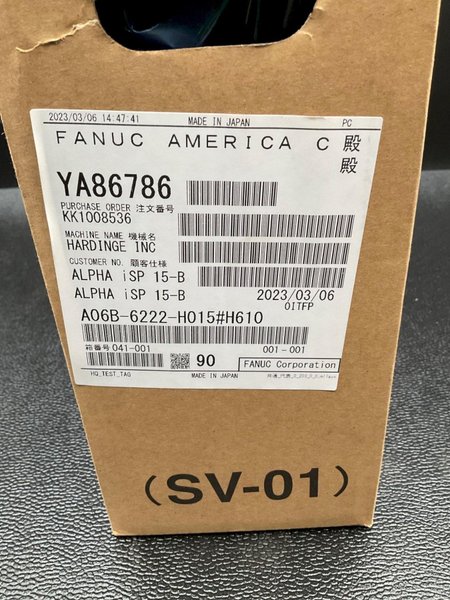 2023/03/06 14:47:41 MADE IN JAPAN PC
FANUC AMERICA C 殿
殿
YA86786
PURCHASE ORDER 注文番号
KK1008536
MACHINE NAME 機械名
HARDINGE INC
CUSTOMER NO. 顧客仕様
ALPHA iSP 15-B
ALPHA iSP 15-B 2023/03/06
OITFP
A06B-6222-H015#H610
箱番号 041-001 001-001
90 FANUC Corporation
HQ_TEST_TAG MADE IN JAPAN
(SV-01)